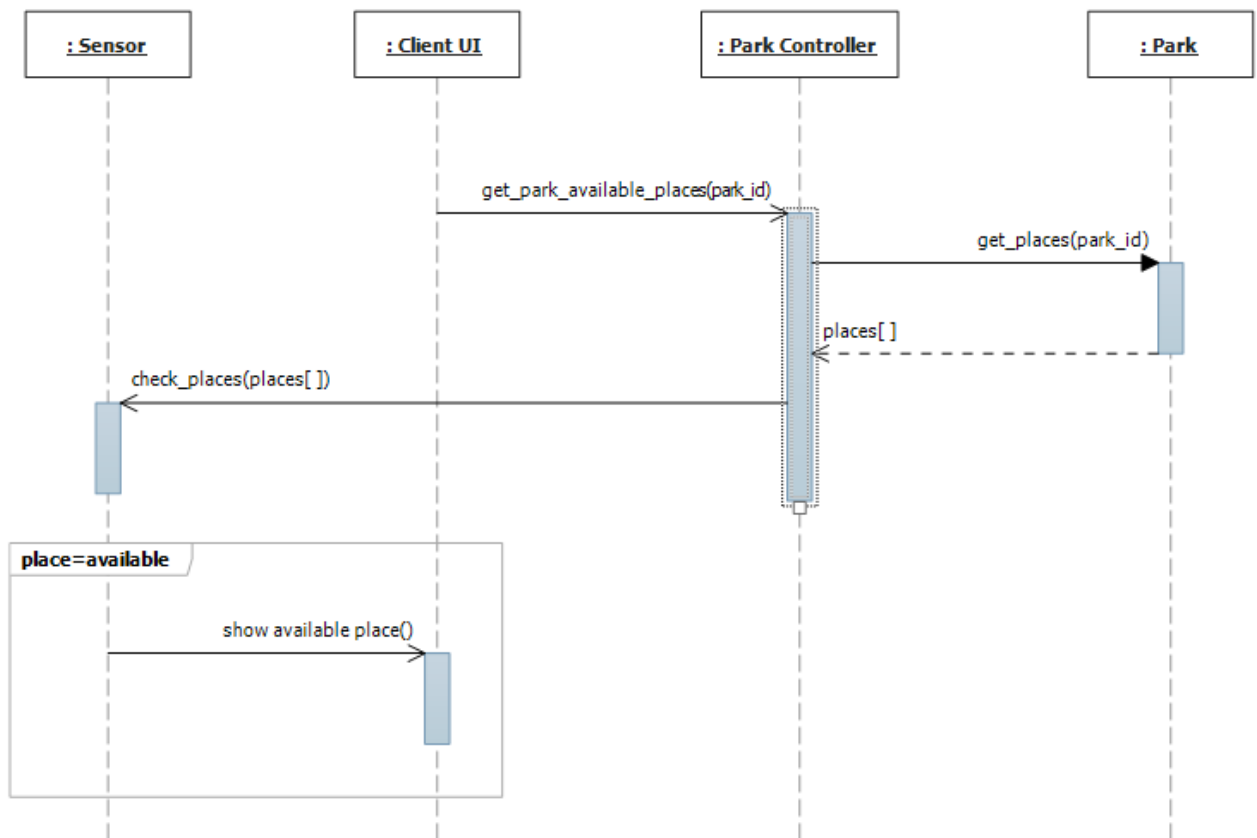 : Sensor
: Client UI
: Park Controller
: Park
get_park_available_places(park_id)
get_places(park_id)
places[ ]
check_places(places[ ])
place=available
show available place()